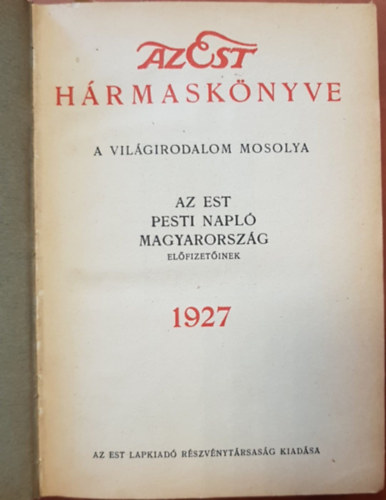 AZ EST
HÁRMASKÖNYVE
A VILÁGIRODALOM MOSOLYA
AZ EST
PESTI NAPLÓ
MAGYARORSZÁG
ELŐFIZETŐINEK
1927
AZ EST LAPKIADÓ RÉSZVÉNYTÁRSASÁG KIADÁSA